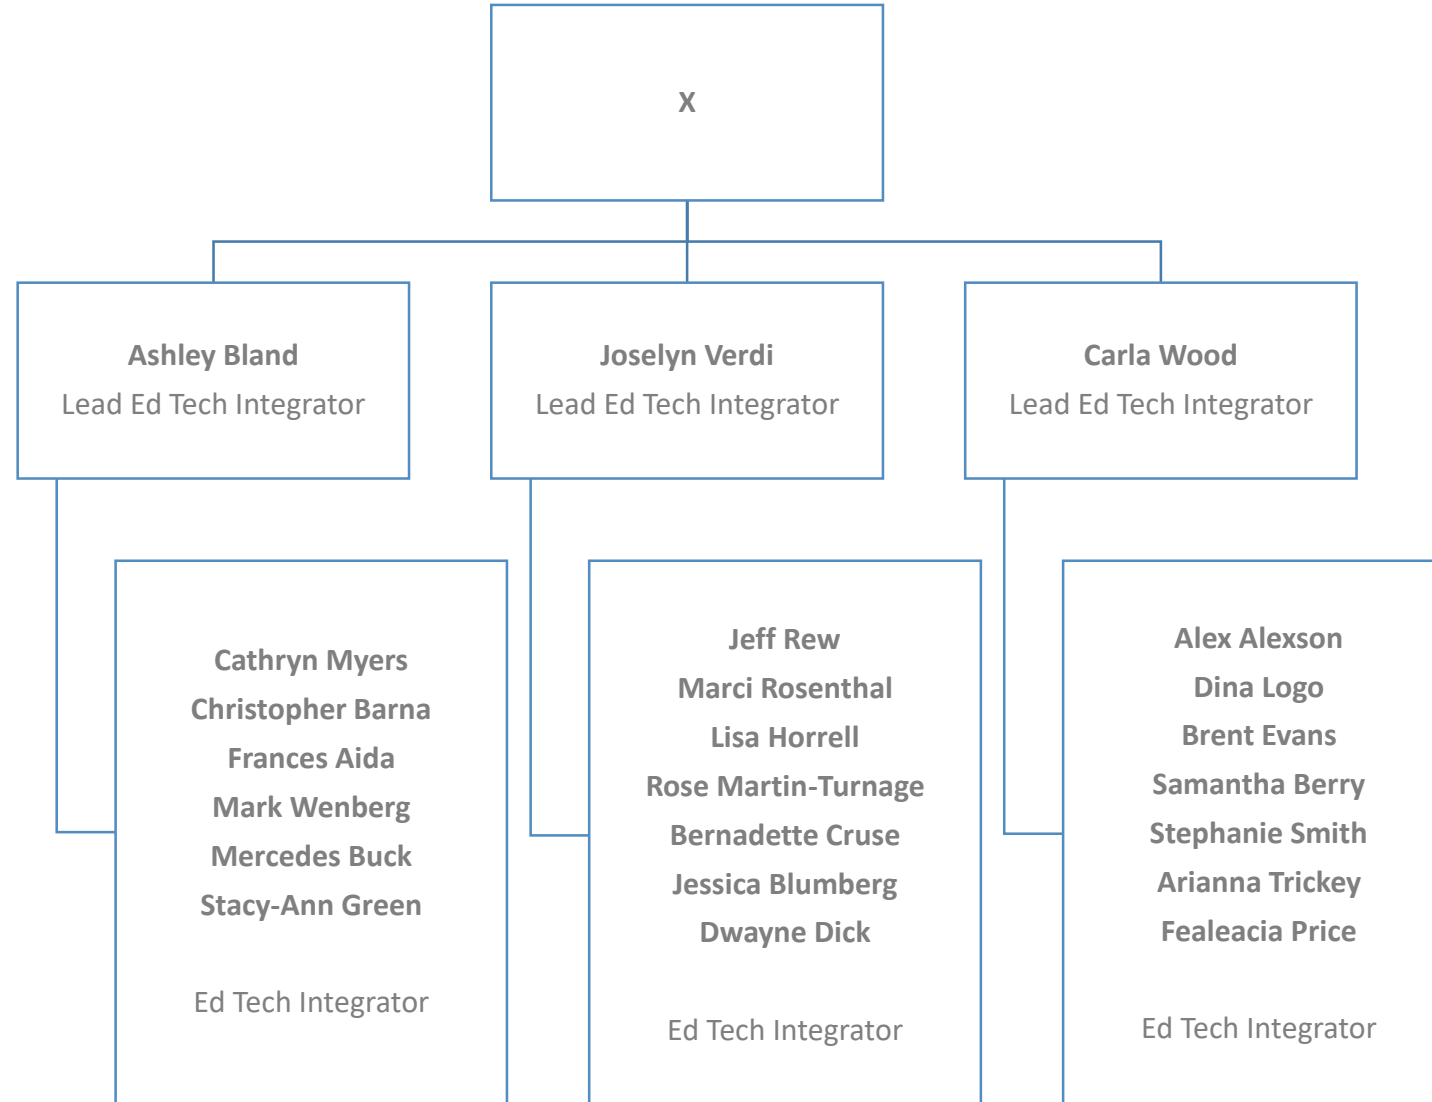 X
Ashley Bland
Lead Ed Tech Integrator
Joselyn Verdi
Lead Ed Tech Integrator
Carla Wood
Lead Ed Tech Integrator
Cathryn Myers
Christopher Barna
Frances Aida
Mark Wenberg
Mercedes Buck
Stacy-Ann Green
Ed Tech Integrator
Jeff Rew
Marci Rosenthal
Lisa Horrell
Rose Martin-Turnage
Bernadette Cruse
Jessica Blumberg
Dwayne Dick
Ed Tech Integrator
Alex Alexson
Dina Logo
Brent Evans
Samantha Berry
Stephanie Smith
Arianna Trickey
Fealeacia Price
Ed Tech Integrator